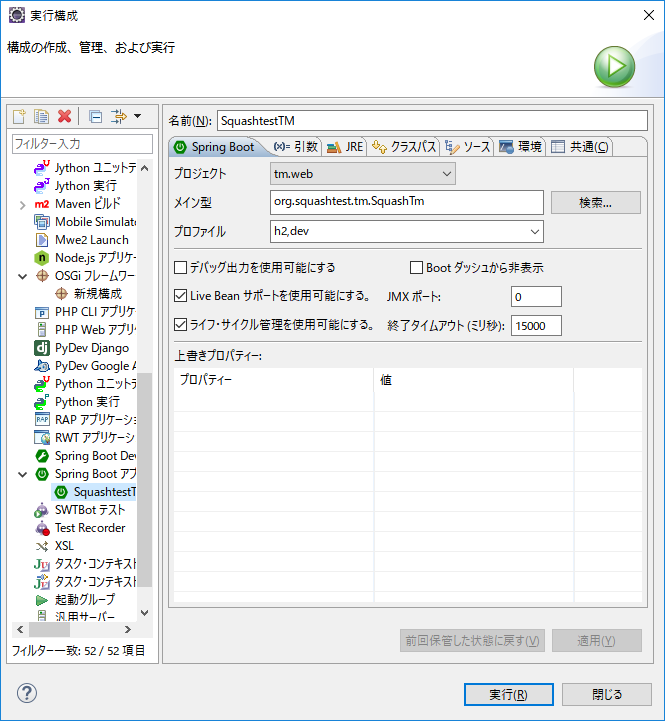 実行構成
構成の作成、管理、および実行
フィルター入力
Jython ユニットテ
Jython 実行
m2 Maven ビルド
Mobile Simulato
Mwe2 Launch
Node.js アプリケー
OSGi フレームワー
新規構成
PHP CLI アプリケ
PHP Web アプリ
dj PyDev Django
PyDev Google A
Python ユニットテ
Python 実行
RAP RAP アプリケーショ
RWT アプリケーシ
Spring Boot De
Spring Boot アプ
SquashtestT
SWTBot テスト
Test Recorder
XSL
JU タスク・コンテキスト
JU タスク・コンテキスト
起動グループ
汎用サーバー
フィルター一致: 52 / 52 項目
名前(N): SquashtestTM
Spring Boot (x)= 引数 JRE クラスパス ソース 環境 共通(C)
プロジェクト tm.web
メイン型 org.squashtest.tm.SquashTm 検索...
プロファイル h2,dev
デバッグ出力を使用可能にする Boot ダッシュから非表示
Live Bean サポートを使用可能にする。 JMX ポート: 0
ライフ・サイクル管理を使用可能にする。 終了タイムアウト (ミリ秒): 15000
上書きプロパティー:
プロパティー 値
前回保管した状態に戻す(V) 適用(Y)
? 実行(R) 閉じる